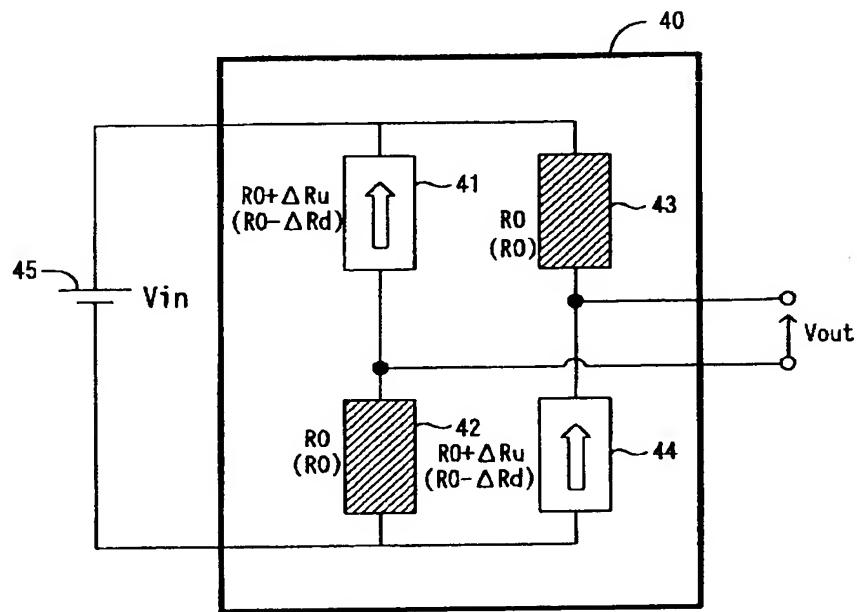 40
R0+ΔRu
(R0-ΔRd)
41
R0
(R0)
43
45
Vin
Vout
R0
(R0)
42
R0+ΔRu
(R0-ΔRd)
44